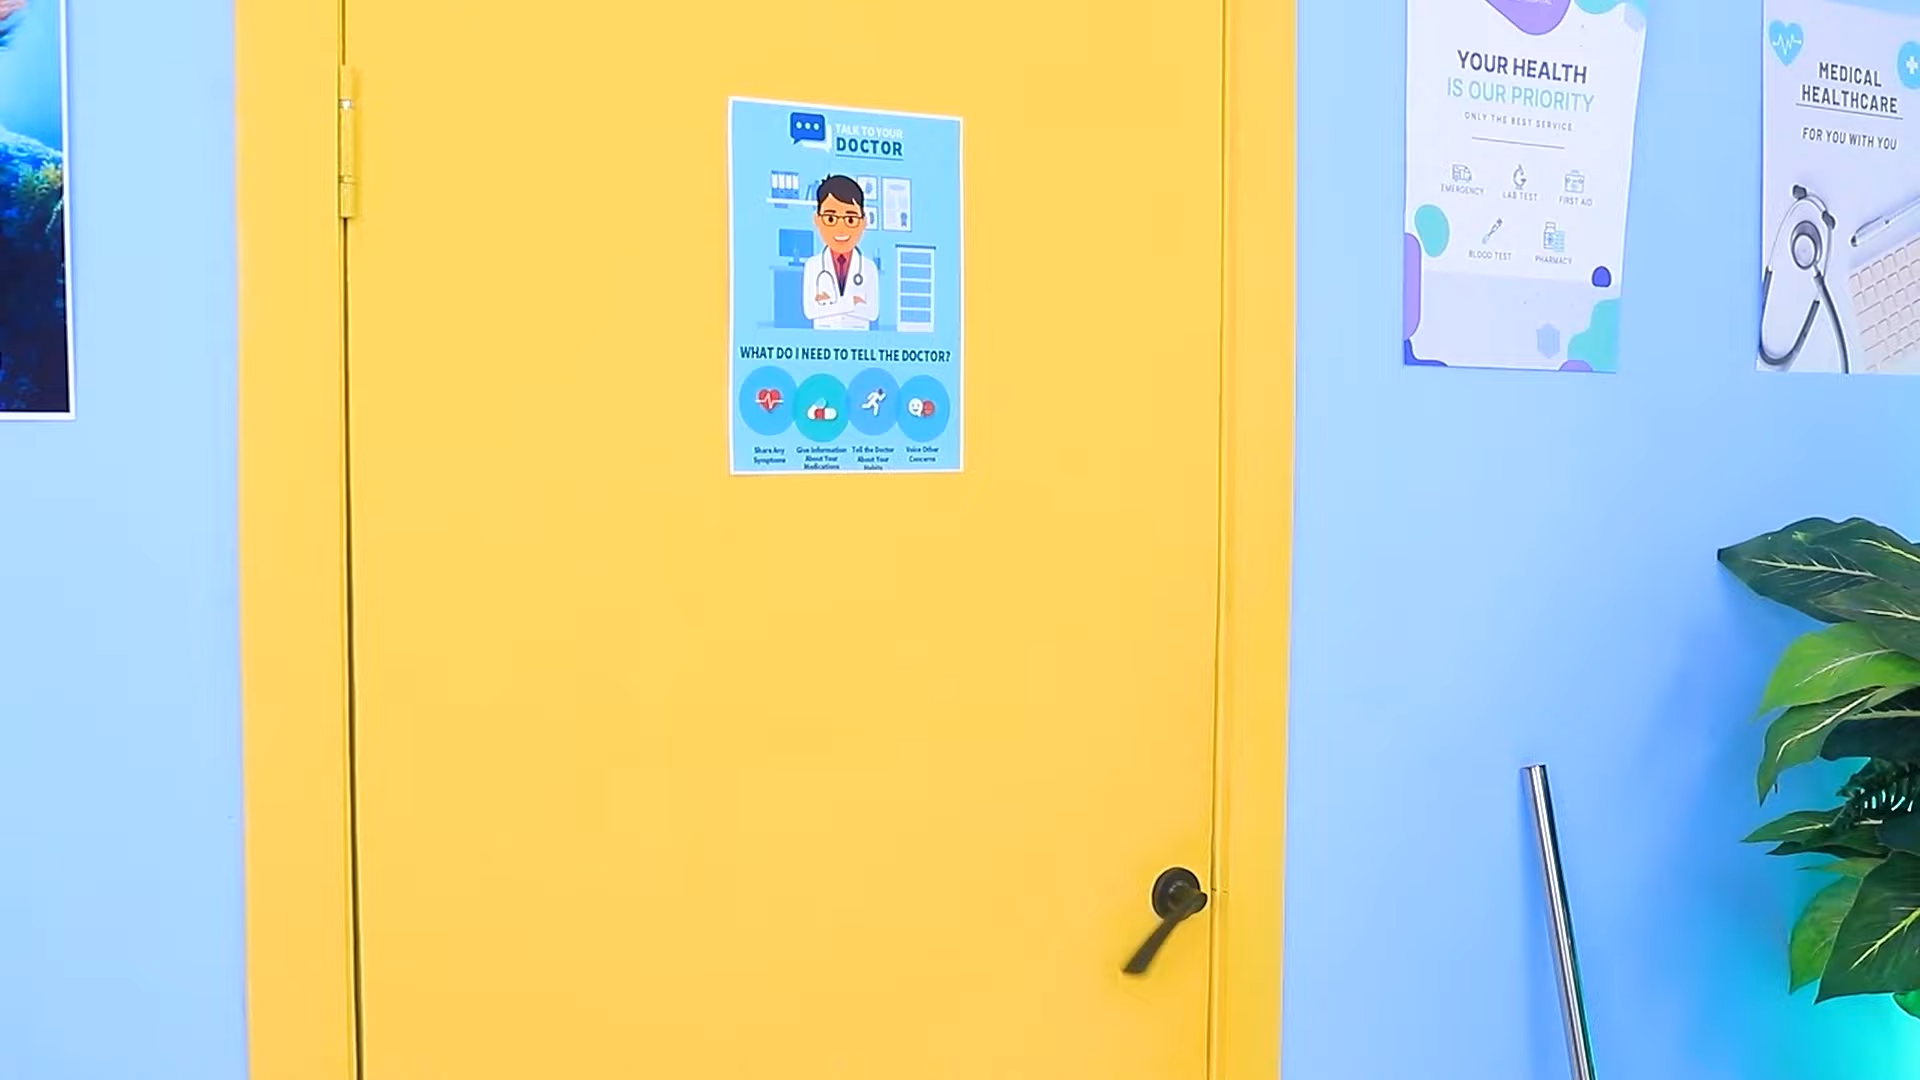 TALK TO YOUR
DOCTOR
WHAT DO I NEED TO TELL THE DOCTOR?
Share Any
Symptoms
Give Information
About Your
Medications
Tell the Doctor
About Your
Habits
Voice Other
Concerns
YOUR HEALTH
IS OUR PRIORITY
ONLY THE BEST SERVICE
EMERGENCY
LAB TEST
FIRST AID
BLOOD TEST
PHARMACY
MEDICAL
HEALTHCARE
FOR YOU WITH YOU